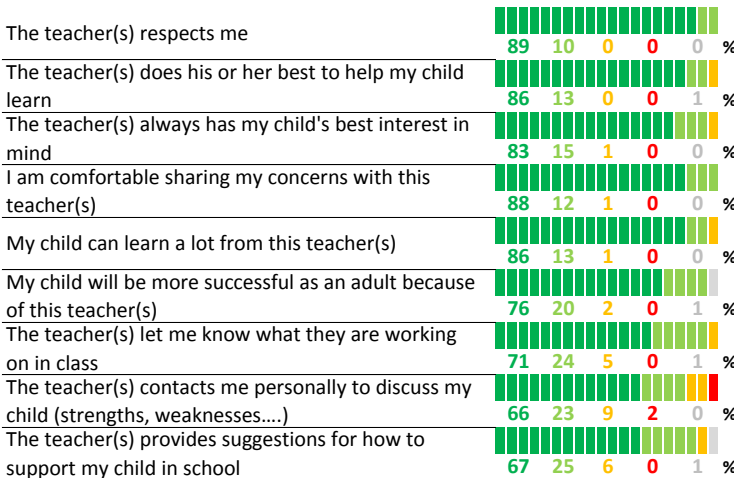 The teacher(s) respects me
89 10 0 0 0 %
The teacher(s) does his or her best to help my child
learn
86 13 0 0 1 %
The teacher(s) always has my child's best interest in
mind
83 15 1 0 0 %
I am comfortable sharing my concerns with this
teacher(s)
88 12 1 0 0 %
My child can learn a lot from this teacher(s)
86 13 1 0 0 %
My child will be more successful as an adult because
of this teacher(s)
76 20 2 0 1 %
The teacher(s) let me know what they are working
on in class
71 24 5 0 1 %
The teacher(s) contacts me personally to discuss my
child (strengths, weaknesses....)
66 23 9 2 0 %
The teacher(s) provides suggestions for how to
support my child in school
67 25 6 0 1 %